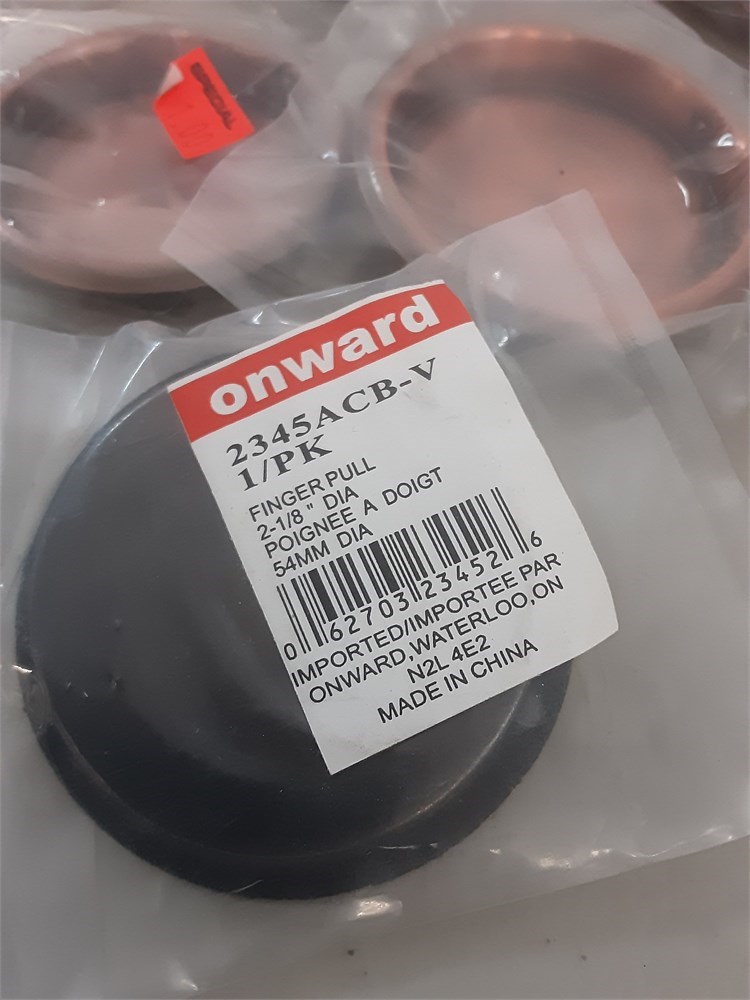 SPECIAL
onward
2345ACB-V
1/PK
FINGER PULL
2-1/8" DIA
POIGNEE A DOIGT
54MM DIA
0 62703 23452 6
IMPORTED/IMPORTEE PAR
ONWARD, WATERLOO, ON
N2L 4E2
MADE IN CHINA